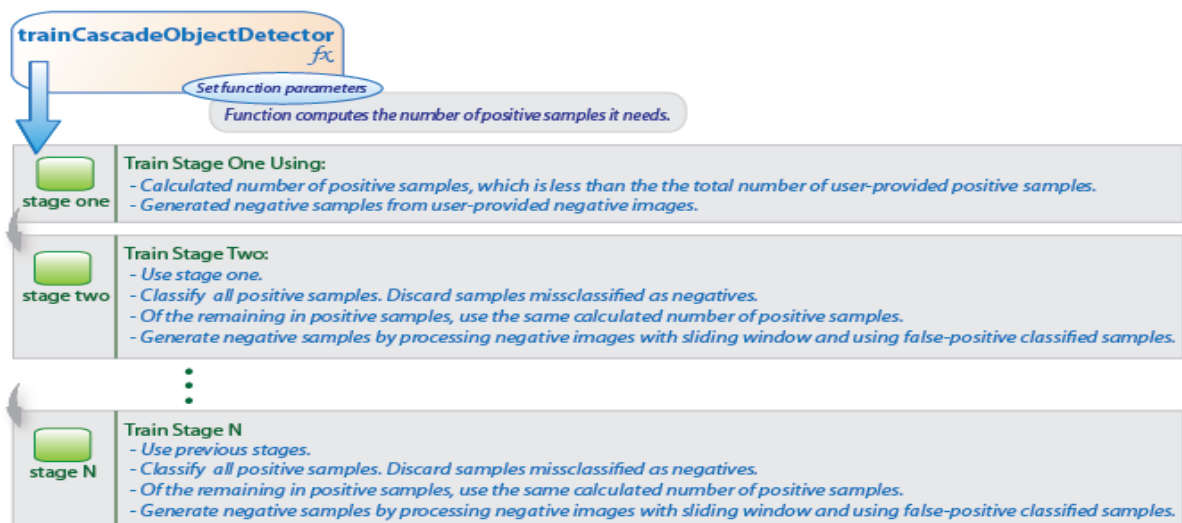 trainCascadeObjectDetector
fx
Set function parameters
Function computes the number of positive samples it needs.
stage one
Train Stage One Using:
- Calculated number of positive samples, which is less than the the total number of user-provided positive samples.
- Generated negative samples from user-provided negative images.
stage two
Train Stage Two:
- Use stage one.
- Classify all positive samples. Discard samples missclassified as negatives.
- Of the remaining in positive samples, use the same calculated number of positive samples.
- Generate negative samples by processing negative images with sliding window and using false-positive classified samples.
stage N
Train Stage N
- Use previous stages.
- Classify all positive samples. Discard samples missclassified as negatives.
- Of the remaining in positive samples, use the same calculated number of positive samples.
- Generate negative samples by processing negative images with sliding window and using false-positive classified samples.